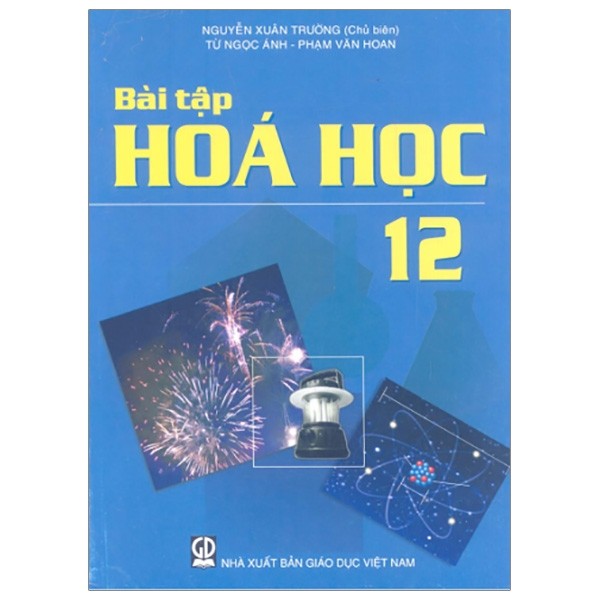 NGUYỄN XUÂN TRƯỜNG (Chủ biên)
TỪ NGỌC ÁNH - PHẠM VĂN HOAN
Bài tập
HOÁ HỌC
12
GD
NHÀ XUẤT BẢN GIÁO DỤC VIỆT NAM